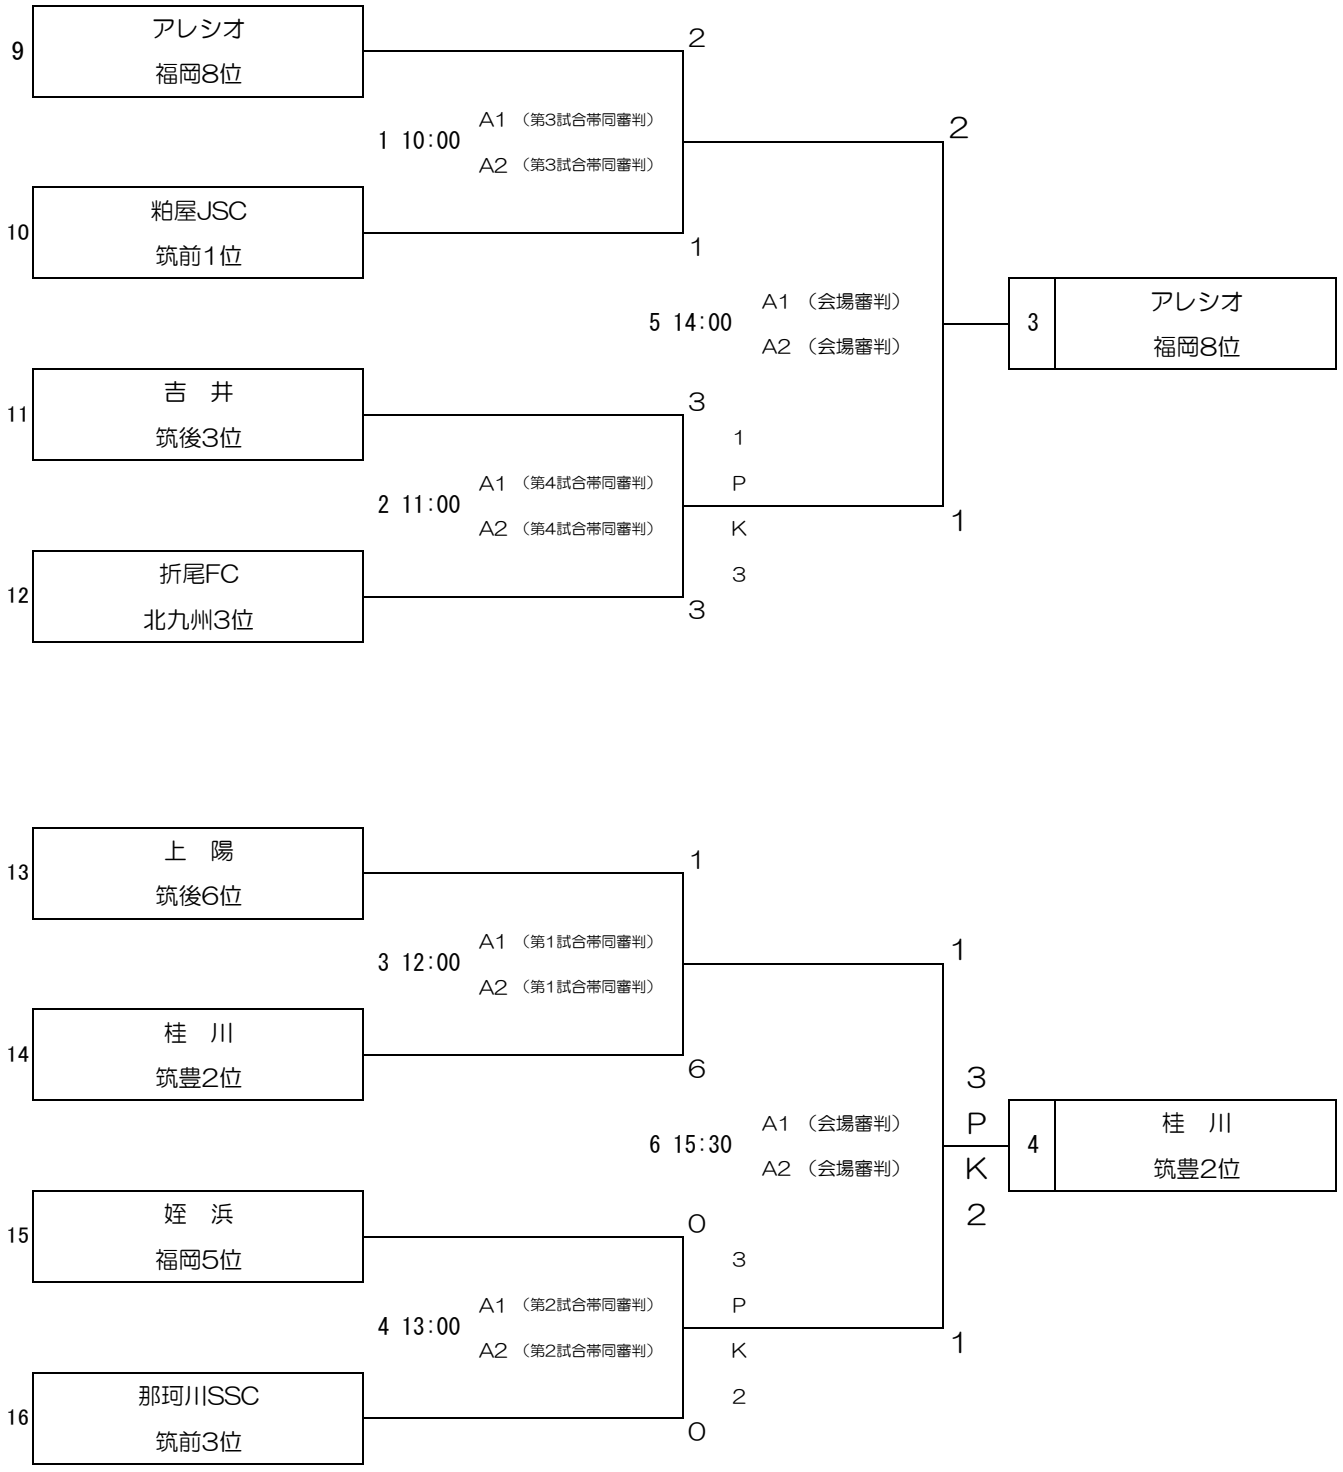 アレシオ
9
福岡8位
2
A1 （第3試合帯同審判）
1 10:00
A2 （第3試合帯同審判）
2
粕屋JSC
10
筑前1位
1
A1 （会場審判）
5 14:00
A2 （会場審判）
アレシオ
3
福岡8位
吉　井
11
筑後3位
3
1
P
K
3
A1 （第4試合帯同審判）
2 11:00
A2 （第4試合帯同審判）
1
折尾FC
12
北九州3位
3
上　陽
13
筑後6位
1
A1 （第1試合帯同審判）
3 12:00
A2 （第1試合帯同審判）
1
桂　川
14
筑豊2位
6
A1 （会場審判）
6 15:30
A2 （会場審判）
3
P
K
2
桂　川
4
筑豊2位
姪　浜
15
福岡5位
0
3
P
K
2
A1 （第2試合帯同審判）
4 13:00
A2 （第2試合帯同審判）
1
那珂川SSC
16
筑前3位
0